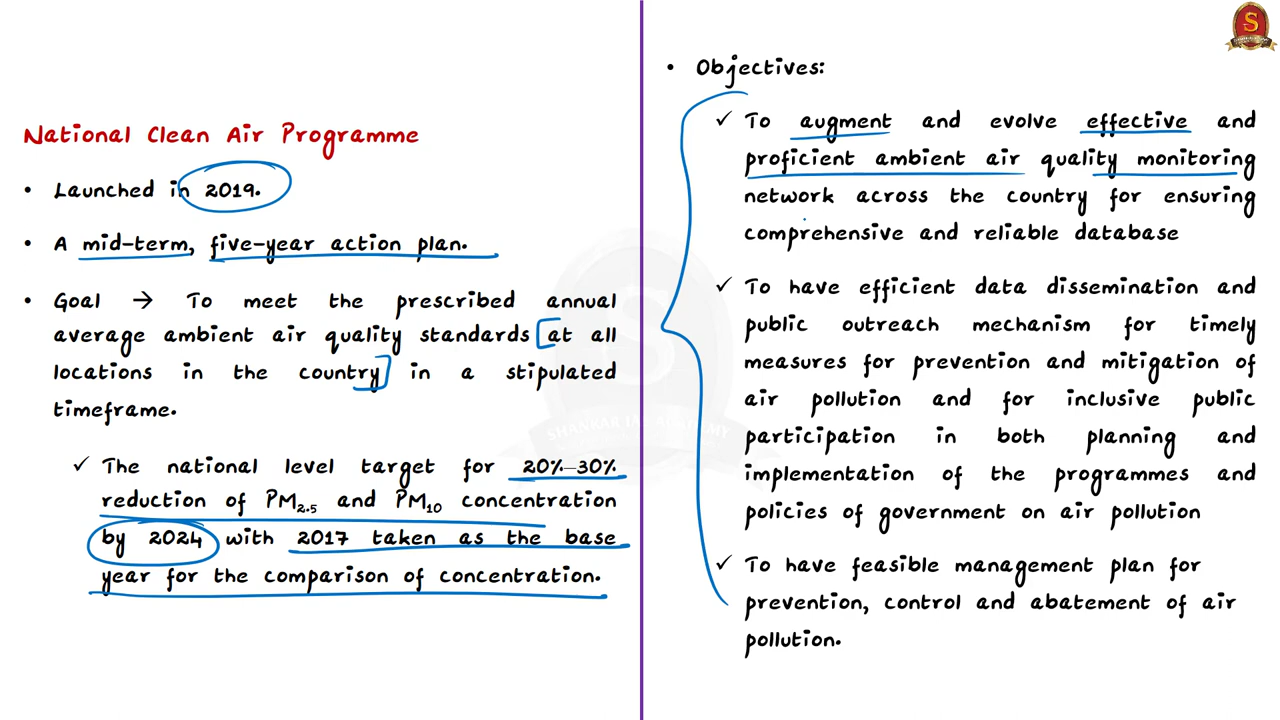 National Clean Air Programme
• Launched in 2019.
• A mid-term, five-year action plan.
• Goal → To meet the prescribed annual
average ambient air quality standards [at all
locations in the country] in a stipulated
timeframe.
✓ The national level target for 20%–30%
reduction of PM2.5 and PM10 concentration
by 2024 with 2017 taken as the base
year for the comparison of concentration.
• Objectives:
✓ To augment and evolve effective and
proficient ambient air quality monitoring
network across the country for ensuring
comprehensive and reliable database
✓ To have efficient data dissemination and
public outreach mechanism for timely
measures for prevention and mitigation of
air pollution and for inclusive public
participation in both planning and
implementation of the programmes and
policies of government on air pollution
✓ To have feasible management plan for
prevention, control and abatement of air
pollution.
S
SHANKAR IAS ACADEMY